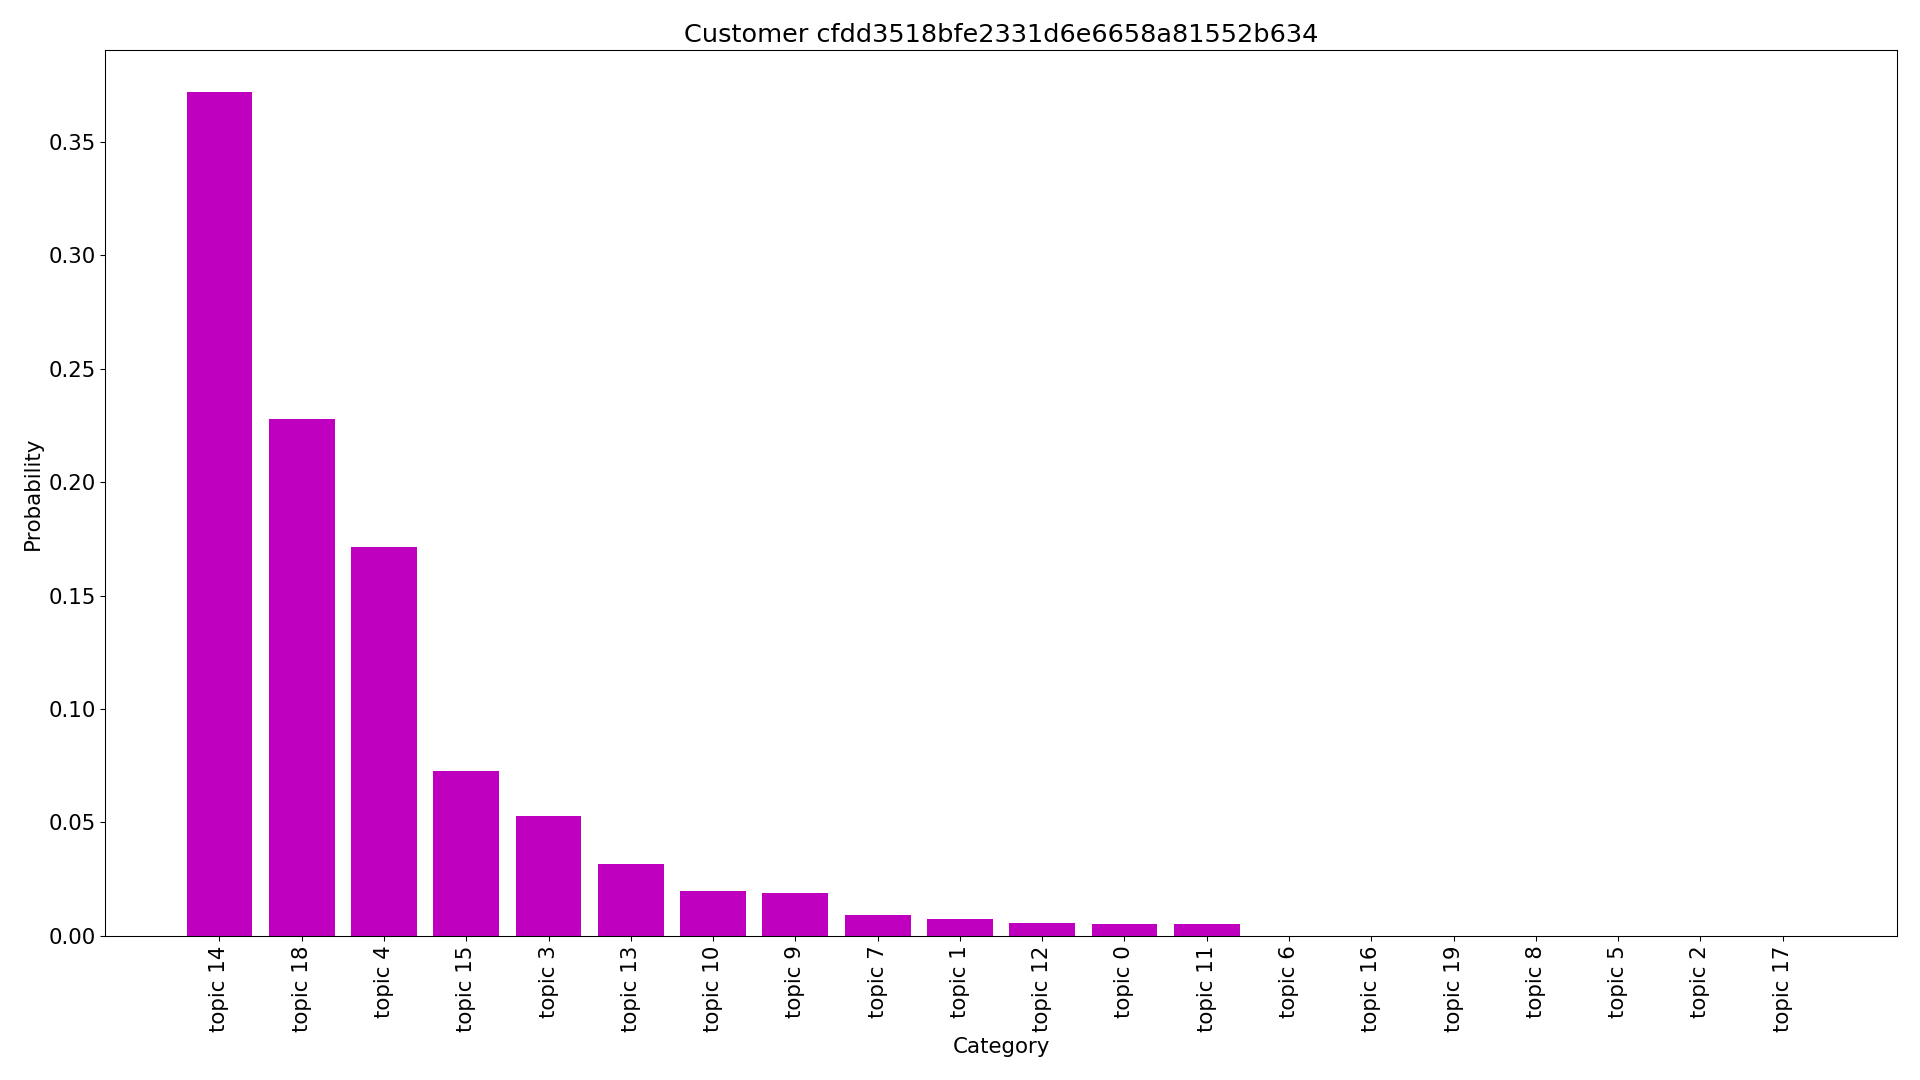 Customer cfdd3518bfe2331d6e6658a81552b634
Probability
0.35
0.30
0.25
0.20
0.15
0.10
0.05
0.00
topic 14
topic 18
topic 4
topic 15
topic 3
topic 13
topic 10
topic 9
topic 7
topic 1
topic 12
topic 0
topic 11
topic 6
topic 16
topic 19
topic 8
topic 5
topic 2
topic 17
Category